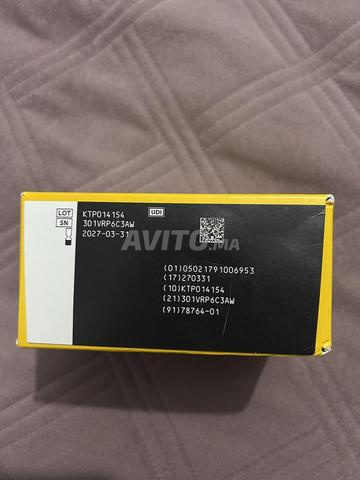 LOT KTP014154 UDI
SN 301VRP6C3AW
2027-03-31
AVITO.MA
(01)05021791006953
(17)270331
(10)KTP014154
(21)301VRP6C3AW
(91)78764-01